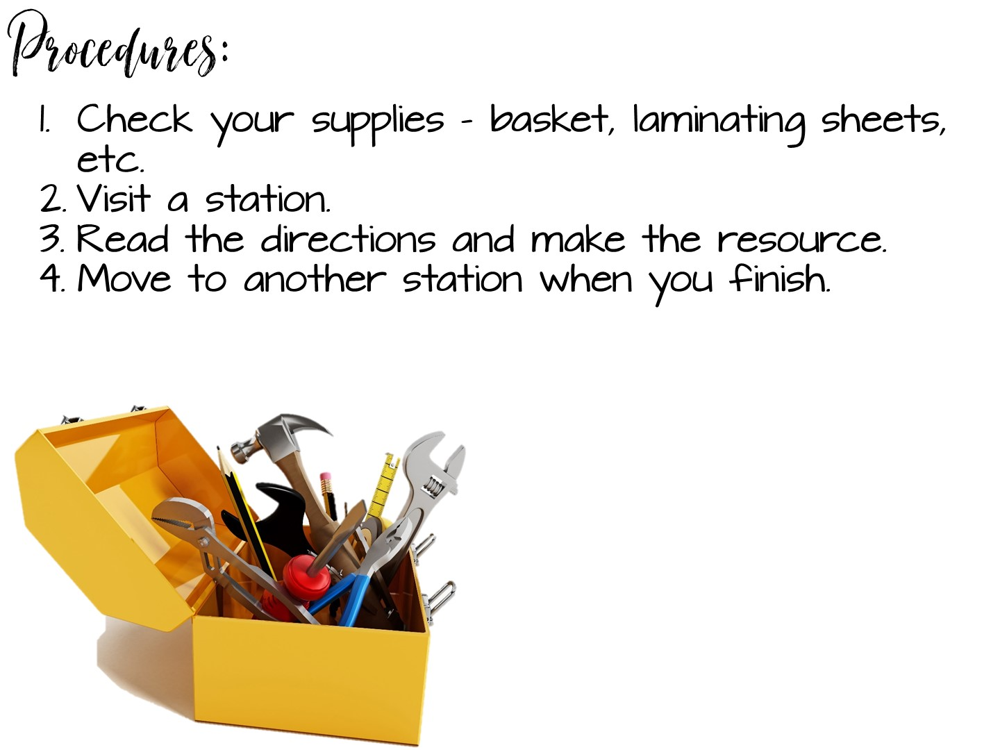 Procedures:
1. Check your supplies - basket, laminating sheets,
etc.
2. Visit a station.
3. Read the directions and make the resource.
4. Move to another station when you finish.